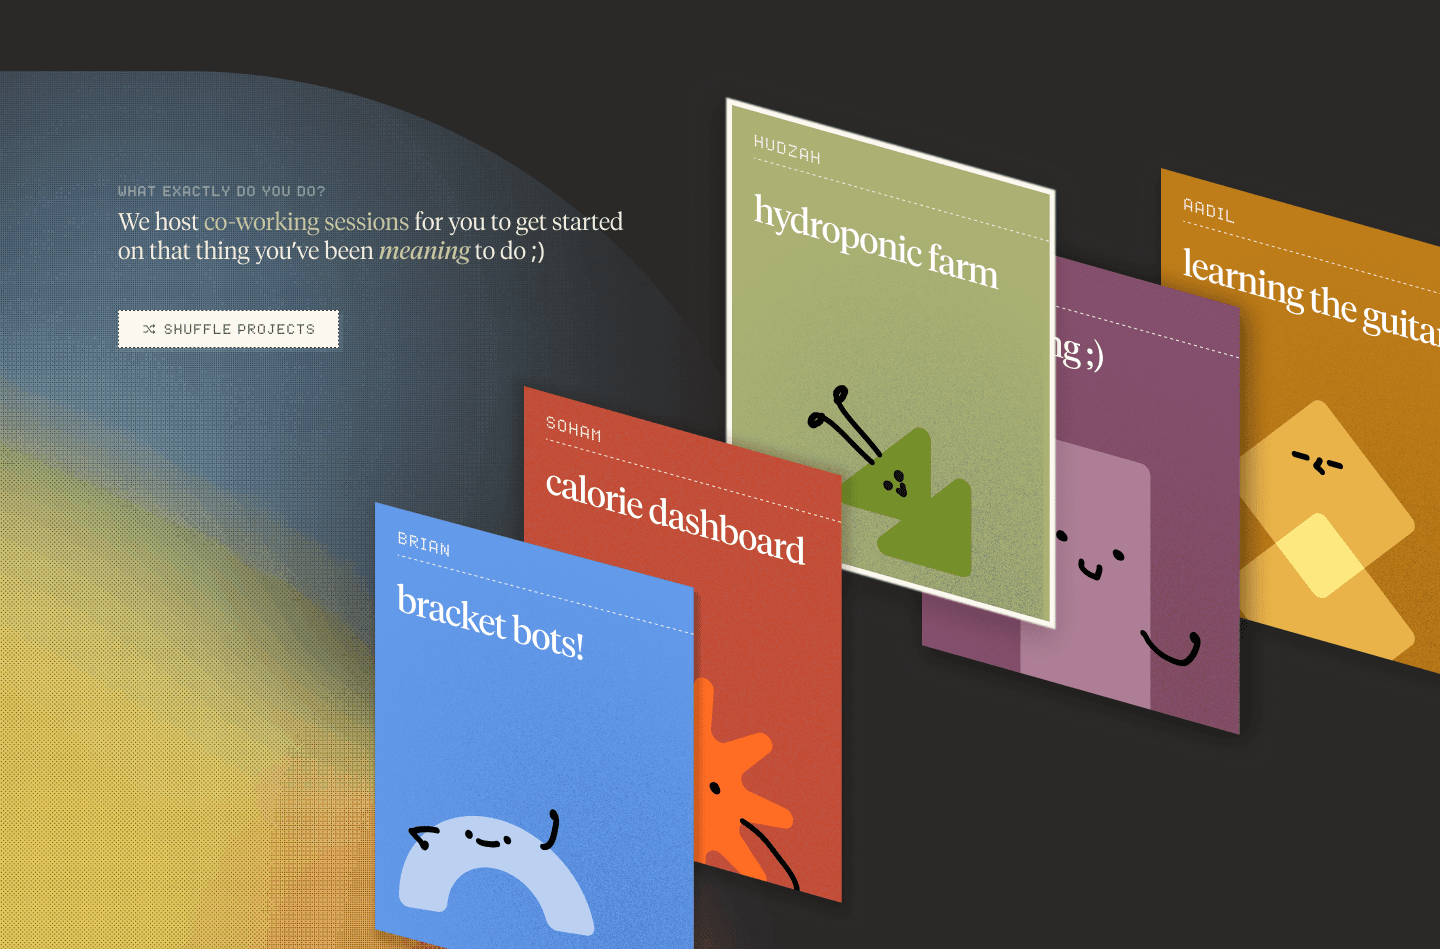 WHAT EXACTLY DO YOU DO?
We host co-working sessions for you to get started
on that thing you've been meaning to do ;)
SHUFFLE PROJECTS
HUDZAH
hydroponic farm
AADIL
learning the guitar
;)
SOHAM
calorie dashboard
BRIAN
bracket bots!